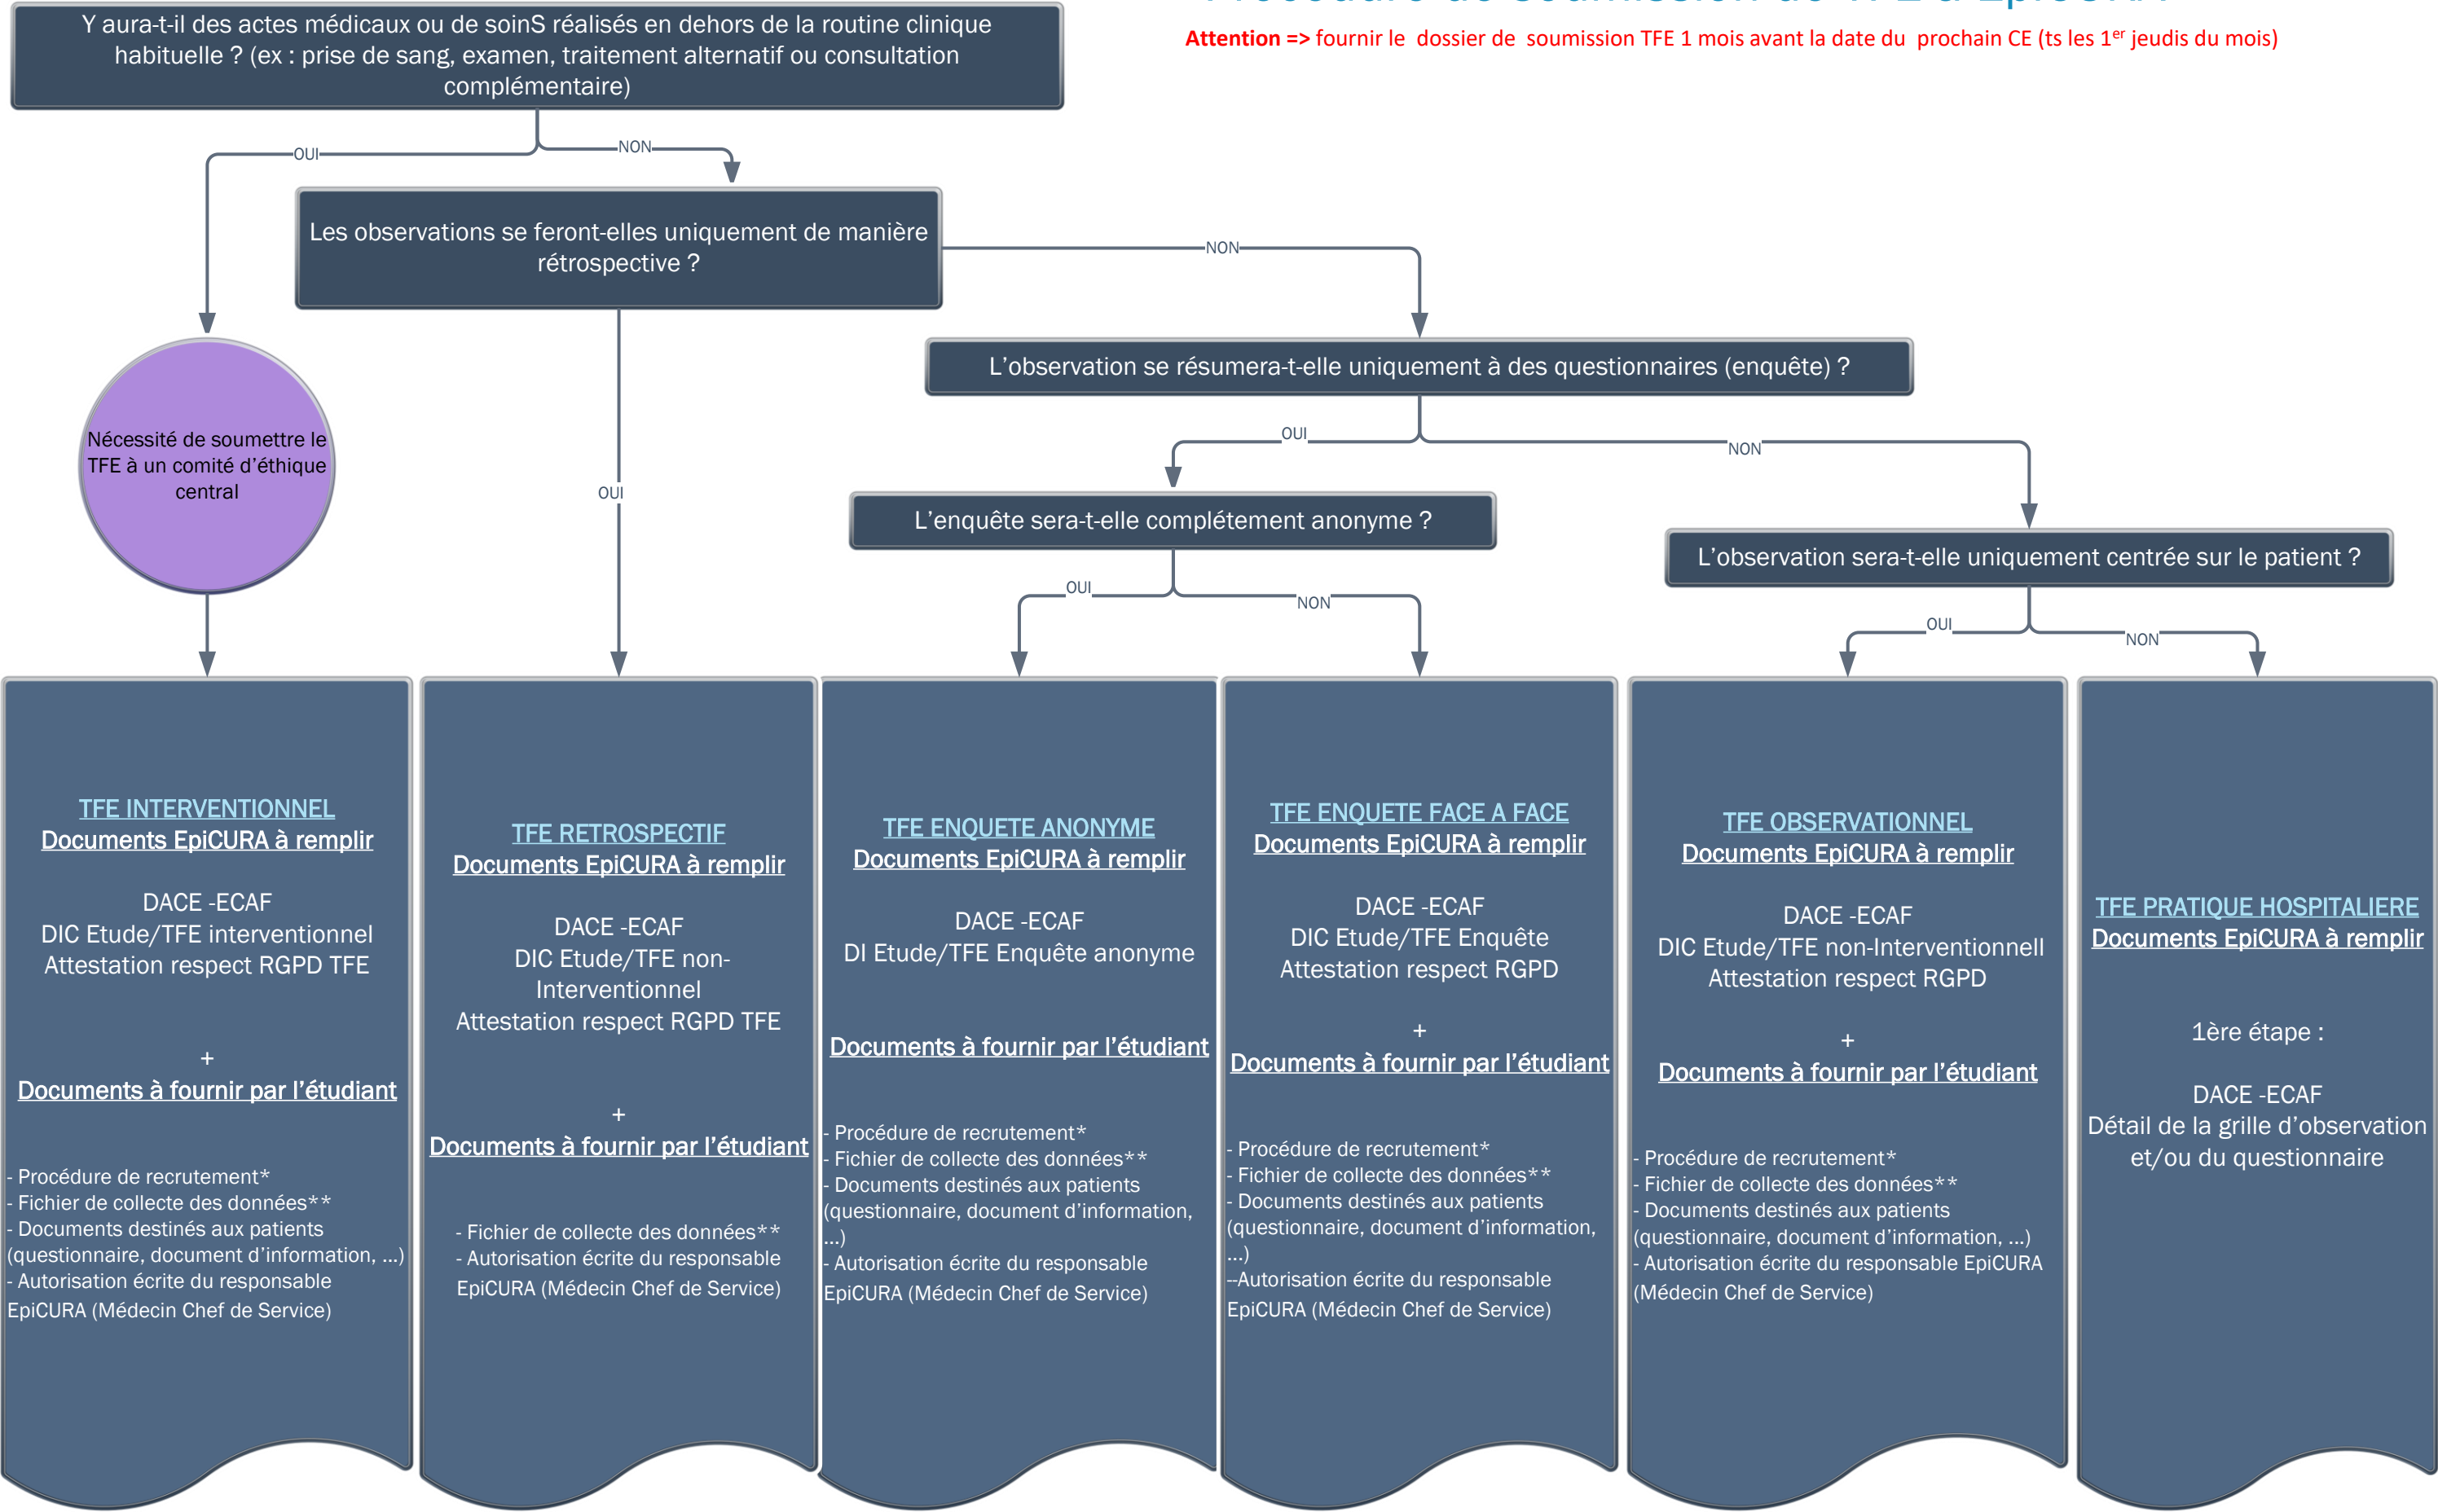 Procédure de soumission de TFE à EpiCURA
Attention => fournir le dossier de soumission TFE 1 mois avant la date du prochain CE (ts les 1er jeudis du mois)
Y aura-t-il des actes médicaux ou de soinS réalisés en dehors de la routine clinique
habituelle ? (ex : prise de sang, examen, traitement alternatif ou consultation
complémentaire)
OUI
NON
Les observations se feront-elles uniquement de manière
rétrospective ?
NON
OUI
L'observation se résumera-t-elle uniquement à des questionnaires (enquête) ?
OUI
NON
Nécessité de soumettre le
TFE à un comité d'éthique
central
L'enquête sera-t-elle complétement anonyme ?
OUI
NON
L'observation sera-t-elle uniquement centrée sur le patient ?
OUI
NON
TFE INTERVENTIONNEL
Documents EpiCURA à remplir
DACE -ECAF
DIC Etude/TFE interventionnel
Attestation respect RGPD TFE
+
Documents à fournir par l'étudiant
- Procédure de recrutement*
- Fichier de collecte des données**
- Documents destinés aux patients
(questionnaire, document d'information, ...)
- Autorisation écrite du responsable
EpiCURA (Médecin Chef de Service)
TFE RETROSPECTIF
Documents EpiCURA à remplir
DACE -ECAF
DIC Etude/TFE non-
Interventionnel
Attestation respect RGPD TFE
+
Documents à fournir par l'étudiant
- Fichier de collecte des données**
- Autorisation écrite du responsable
EpiCURA (Médecin Chef de Service)
TFE ENQUETE ANONYME
Documents EpiCURA à remplir
DACE -ECAF
DI Etude/TFE Enquête anonyme
Documents à fournir par l'étudiant
- Procédure de recrutement*
- Fichier de collecte des données**
- Documents destinés aux patients
(questionnaire, document d'information,
...)
- Autorisation écrite du responsable
EpiCURA (Médecin Chef de Service)
TFE ENQUETE FACE A FACE
Documents EpiCURA à remplir
DACE -ECAF
DIC Etude/TFE Enquête
Attestation respect RGPD
+
Documents à fournir par l'étudiant
- Procédure de recrutement*
- Fichier de collecte des données**
- Documents destinés aux patients
(questionnaire, document d'information,
...)
--Autorisation écrite du responsable
EpiCURA (Médecin Chef de Service)
TFE OBSERVATIONNEL
Documents EpiCURA à remplir
DACE -ECAF
DIC Etude/TFE non-Interventionnell
Attestation respect RGPD
+
Documents à fournir par l'étudiant
- Procédure de recrutement*
- Fichier de collecte des données**
- Documents destinés aux patients
(questionnaire, document d'information, ...)
- Autorisation écrite du responsable EpiCURA
(Médecin Chef de Service)
TFE PRATIQUE HOSPITALIERE
Documents EpiCURA à remplir
1ère étape :
DACE -ECAF
Détail de la grille d'observation
et/ou du questionnaire